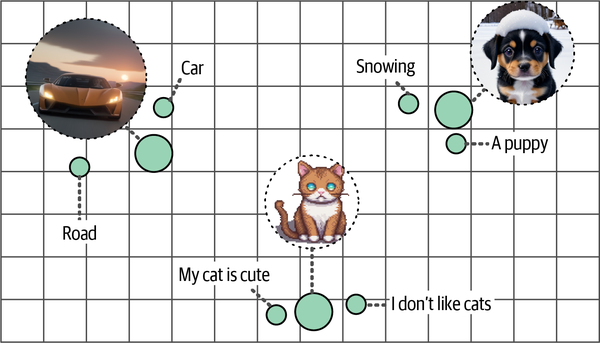 Car
Snowing
A puppy
Road
My cat is cute
I don't like cats